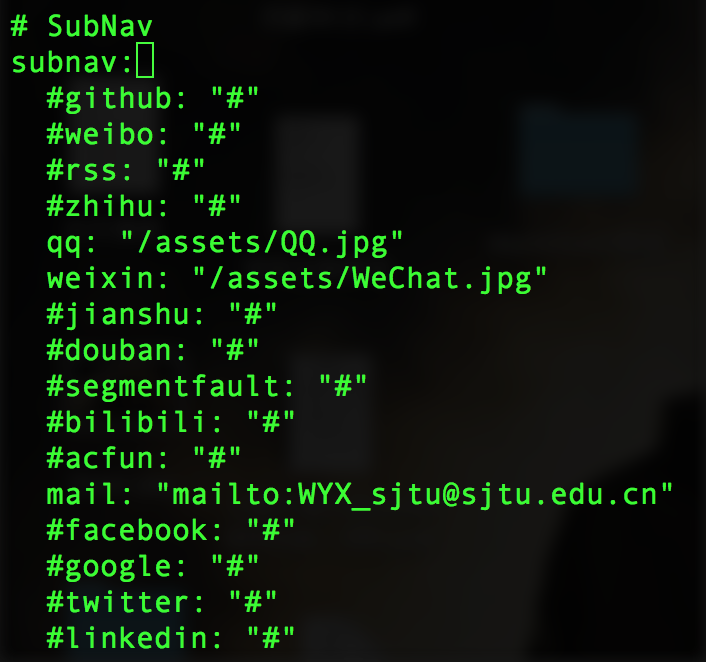 # SubNav
subnav:
  #github: "#"
  #weibo: "#"
  #rss: "#"
  #zhihu: "#"
  qq: "/assets/QQ.jpg"
  weixin: "/assets/WeChat.jpg"
  #jianshu: "#"
  #douban: "#"
  #segmentfault: "#"
  #bilibili: "#"
  #acfun: "#"
  mail: "mailto:WYX_sjtu@sjtu.edu.cn"
  #facebook: "#"
  #google: "#"
  #twitter: "#"
  #linkedin: "#"